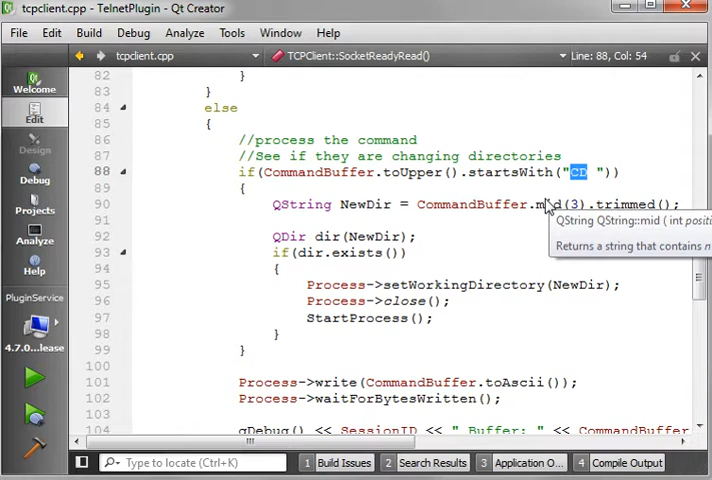 tcpclient.cpp - TelnetPlugin - Qt Creator
File Edit Build Debug Analyze Tools Window Help
tcpclient.cpp TCPClient::SocketReadyRead() Line: 88, Col: 54
Welcome
Edit
Design
Debug
Projects
Analyze
Help
PluginService
4.7.0...lease
82 }
83 }
84 else
85 {
86 //process the command
87 //See if they are changing directories
88 if(CommandBuffer.toUpper().startsWith("CD "))
89 {
90 QString NewDir = CommandBuffer.mid(3).trimmed();
91
92 QDir dir(NewDir);
93 if(dir.exists())
94 {
95 Process->setWorkingDirectory(NewDir);
96 Process->close();
97 StartProcess();
98 }
99 }
100
101 Process->write(CommandBuffer.toAscii());
102 Process->waitForBytesWritten();
103
104 qDebug() << SessionID << " Buffer: " << CommandBuffer
QString QString::mid ( int positi
Returns a string that contains n
Type to locate (Ctrl+K) 1 Build Issues 2 Search Results 3 Application O... 4 Compile Output